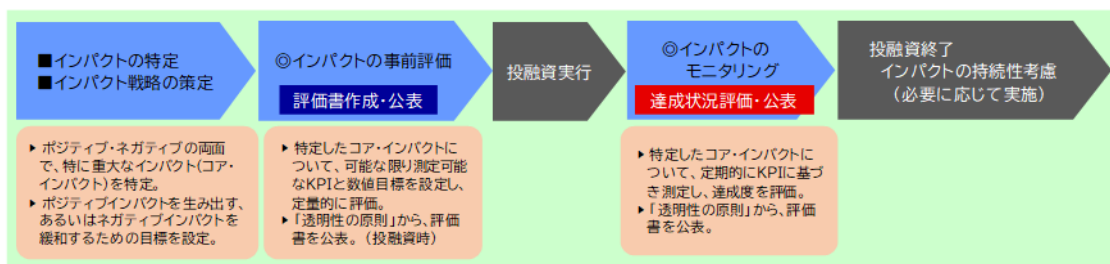 ■インパクトの特定
■インパクト戦略の策定
◎インパクトの事前評価
評価書作成・公表
投融資実行
◎インパクトの
モニタリング
達成状況評価・公表
投融資終了
インパクトの持続性考慮
（必要に応じて実施）
▶ ポジティブ・ネガティブの両面
で、特に重大なインパクト(コア・
インパクト)を特定。
▶ ポジティブインパクトを生み出す、
あるいはネガティブインパクトを
緩和するための目標を設定。
▶ 特定したコア・インパクトに
ついて、可能な限り測定可能
なKPIと数値目標を設定し、
定量的に評価。
▶「透明性の原則」から、評価
書を公表。（投融資時）
▶ 特定したコア・インパクトに
ついて、定期的にKPIに基づ
き測定し、達成度を評価。
▶「透明性の原則」から、評価
書を公表。